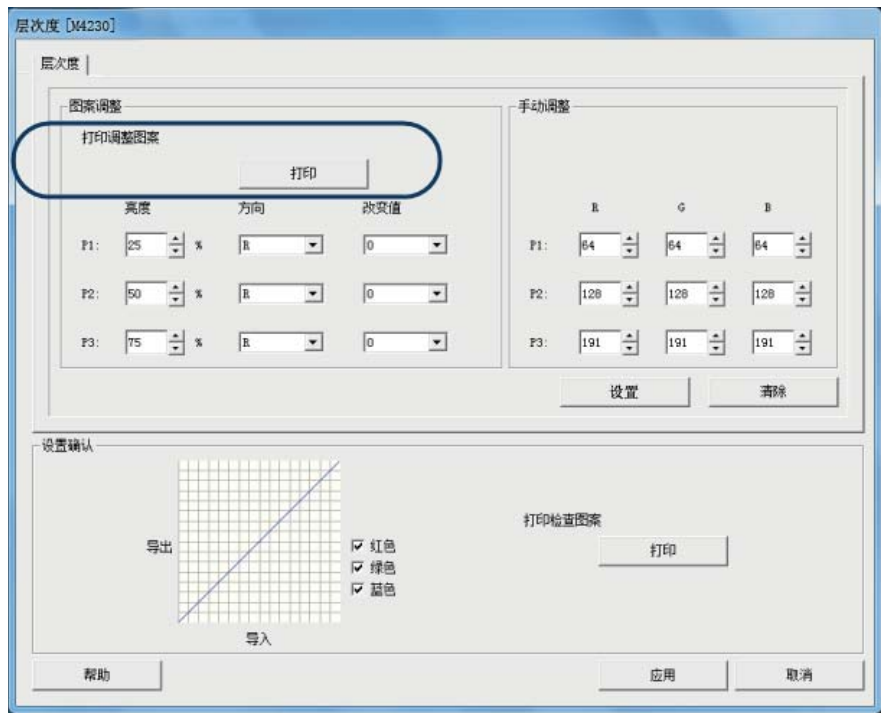 层次度 [M4230]
层次度
图案调整
打印调整图案
打印
亮度 方向 改变值
P1: 25 % R 0
P2: 50 % R 0
P3: 75 % R 0
手动调整
R G B
P1: 64 64 64
P2: 128 128 128
P3: 191 191 191
设置 清除
设置确认
导出
导入
红色
绿色
蓝色
打印检查图案
打印
帮助 应用 取消